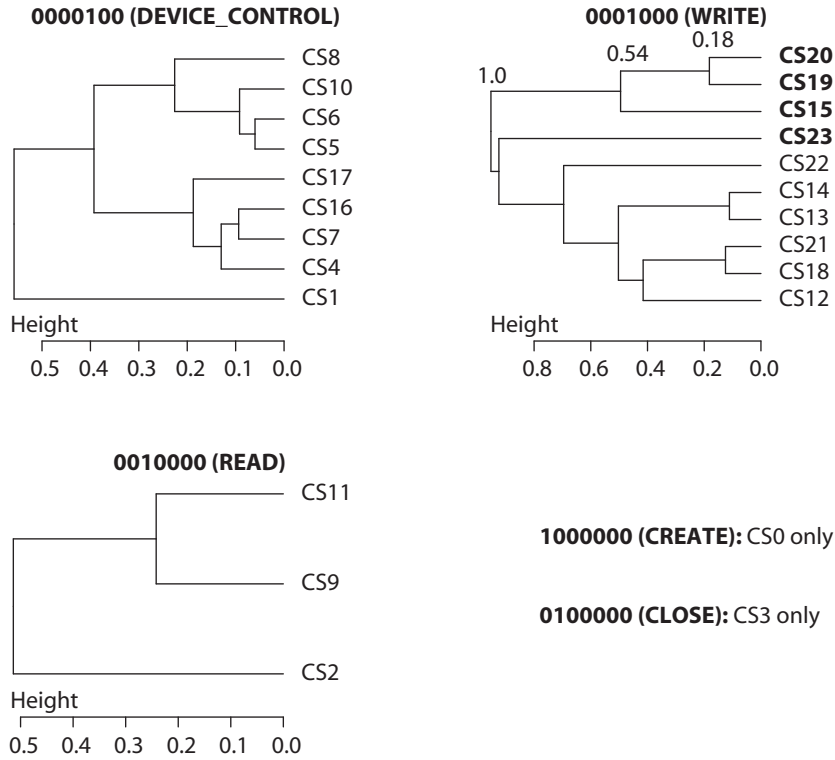 0000100 (DEVICE_CONTROL)
CS8
CS10
CS6
CS5
CS17
CS16
CS7
CS4
CS1
Height
0.5 0.4 0.3 0.2 0.1 0.0
0001000 (WRITE)
0.18
0.54
1.0
CS20
CS19
CS15
CS23
CS22
CS14
CS13
CS21
CS18
CS12
Height
0.8 0.6 0.4 0.2 0.0
0010000 (READ)
CS11
CS9
CS2
Height
0.5 0.4 0.3 0.2 0.1 0.0
1000000 (CREATE): CS0 only
0100000 (CLOSE): CS3 only